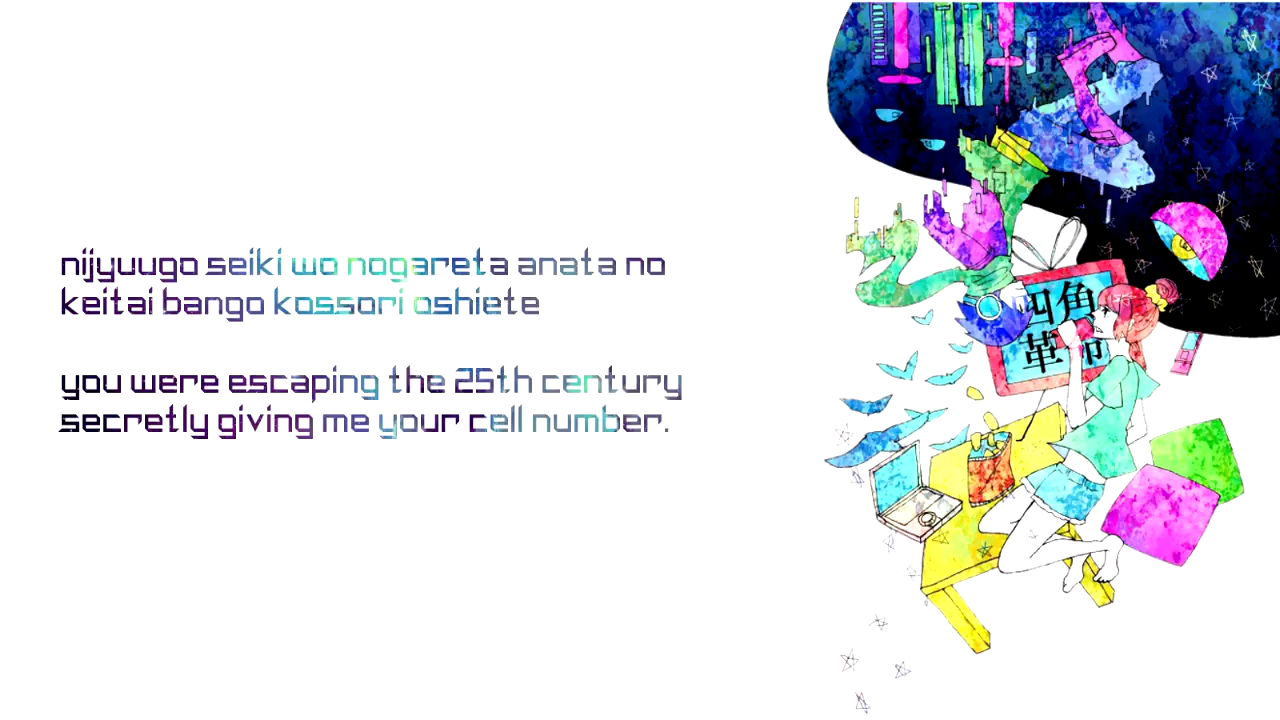 nijyuugo seiki wo nogareta anata no
keitai bango kossori oshiete
you were escaping the 25th century
secretly giving me your cell number.
四角
革命